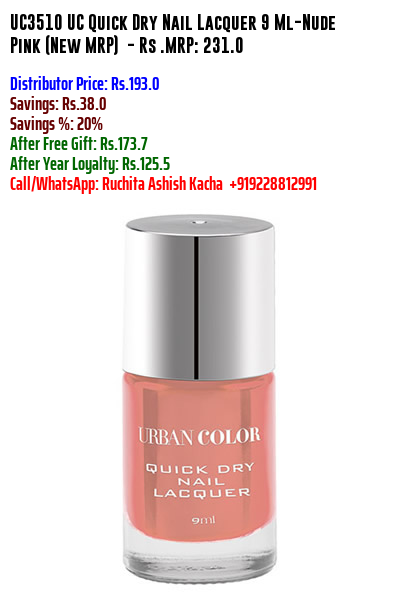 UC3510 UC Quick Dry Nail Lacquer 9 Ml-Nude
Pink (New MRP) - Rs .MRP: 231.0
Distributor Price: Rs.193.0
Savings: Rs.38.0
Savings %: 20%
After Free Gift: Rs.173.7
After Year Loyalty: Rs.125.5
Call/WhatsApp: Ruchita Ashish Kacha +919228812991
URBAN COLOR
QUICK DRY
NAIL
LACQUER
9ml